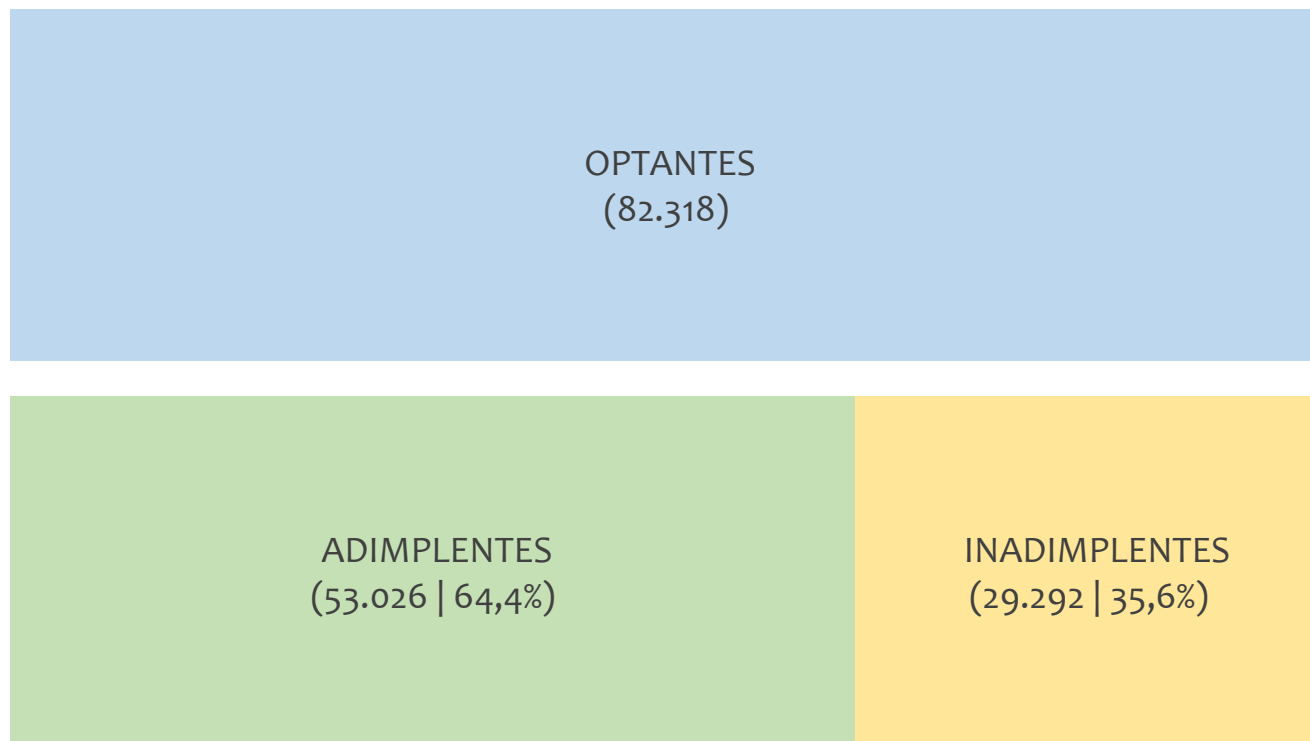 OPTANTES
(82.318)
ADIMPLENTES
(53.026 | 64,4%)
INADIMPLENTES
(29.292 | 35,6%)